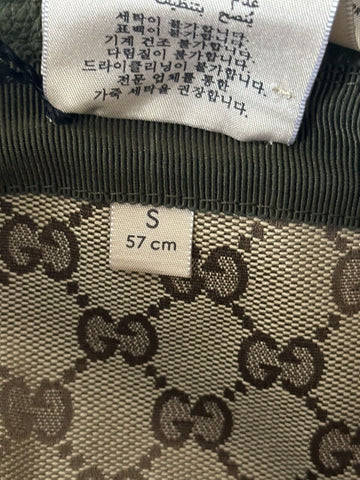 세탁이 불가합니다.
표백이 불가합니다.
기계 건조 불가합니다.
다림질이 불가합니다.
드라이클리닝이 불가합니다.
전문 업체를 통한
가죽 세탁을 권장합니다.
S
57 cm